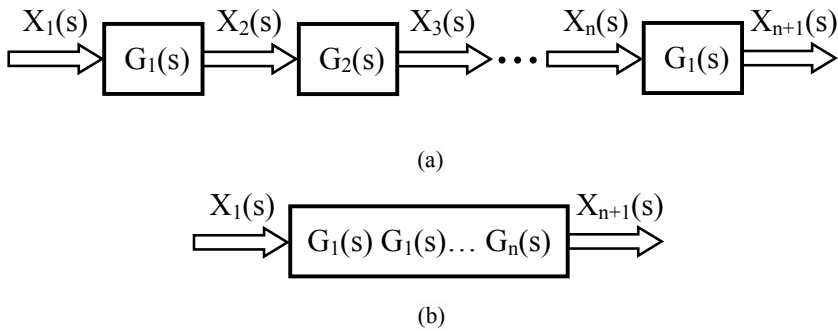 X₁(s) X₂(s) X₃(s) Xₙ(s) Xₙ₊₁(s)
G₁(s) G₂(s) ••• G₁(s)
(a)
X₁(s) Xₙ₊₁(s)
G₁(s) G₁(s)… Gₙ(s)
(b)